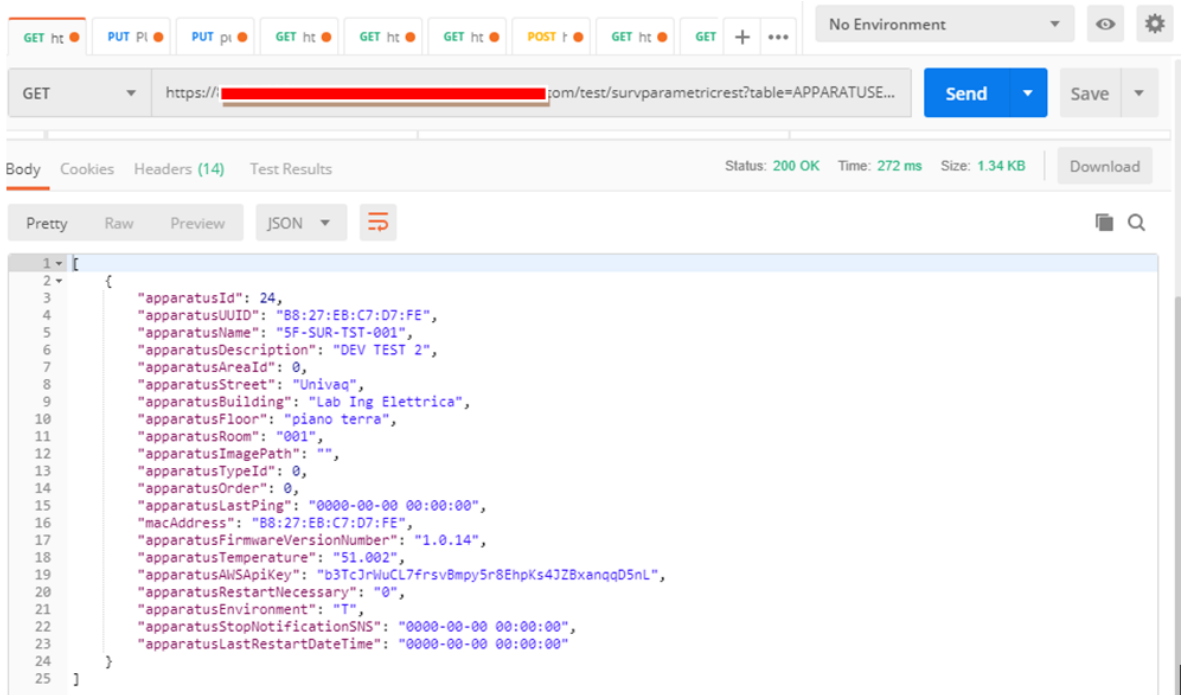 GET ht PUT Pl PUT pu GET ht GET ht GET ht POST h GET ht GET + ••• No Environment
GET https:// com/test/survparametricrest?table=APPARATUSE... Send Save
Body Cookies Headers (14) Test Results Status: 200 OK Time: 272 ms Size: 1.34 KB Download
Pretty Raw Preview JSON
1 [
2 {
3 "apparatusId": 24,
4 "apparatusUUID": "B8:27:EB:C7:D7:FE",
5 "apparatusName": "5F-SUR-TST-001",
6 "apparatusDescription": "DEV TEST 2",
7 "apparatusAreaId": 0,
8 "apparatusStreet": "Univaq",
9 "apparatusBuilding": "Lab Ing Elettrica",
10 "apparatusFloor": "piano terra",
11 "apparatusRoom": "001",
12 "apparatusImagePath": "",
13 "apparatusTypeId": 0,
14 "apparatusOrder": 0,
15 "apparatusLastPing": "0000-00-00 00:00:00",
16 "macAddress": "B8:27:EB:C7:D7:FE",
17 "apparatusFirmwareVersionNumber": "1.0.14",
18 "apparatusTemperature": "51.002",
19 "apparatusAWSApiKey": "b3TcJrWuCL7frsvBmpy5r8EhpKs4JZBxanqqD5nL",
20 "apparatusRestartNecessary": "0",
21 "apparatusEnvironment": "T",
22 "apparatusStopNotificationSNS": "0000-00-00 00:00:00",
23 "apparatusLastRestartDateTime": "0000-00-00 00:00:00"
24 }
25 ]